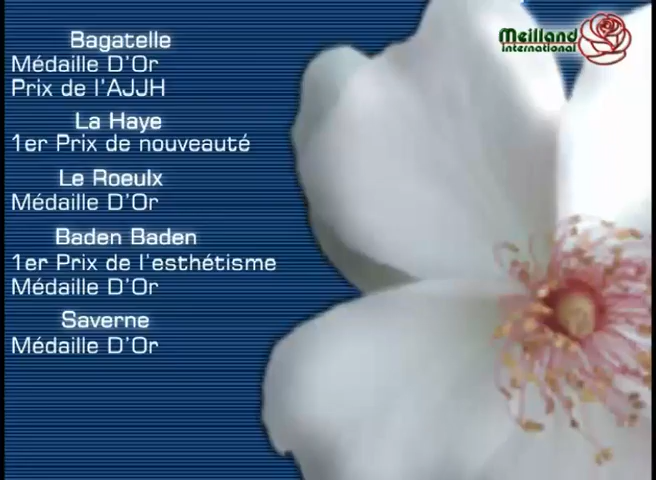 Meilland
International
Bagatelle
Médaille D'Or
Prix de l'AJJH
La Haye
1er Prix de nouveauté
Le Roeulx
Médaille D'Or
Baden Baden
1er Prix de l'esthétisme
Médaille D'Or
Saverne
Médaille D'Or